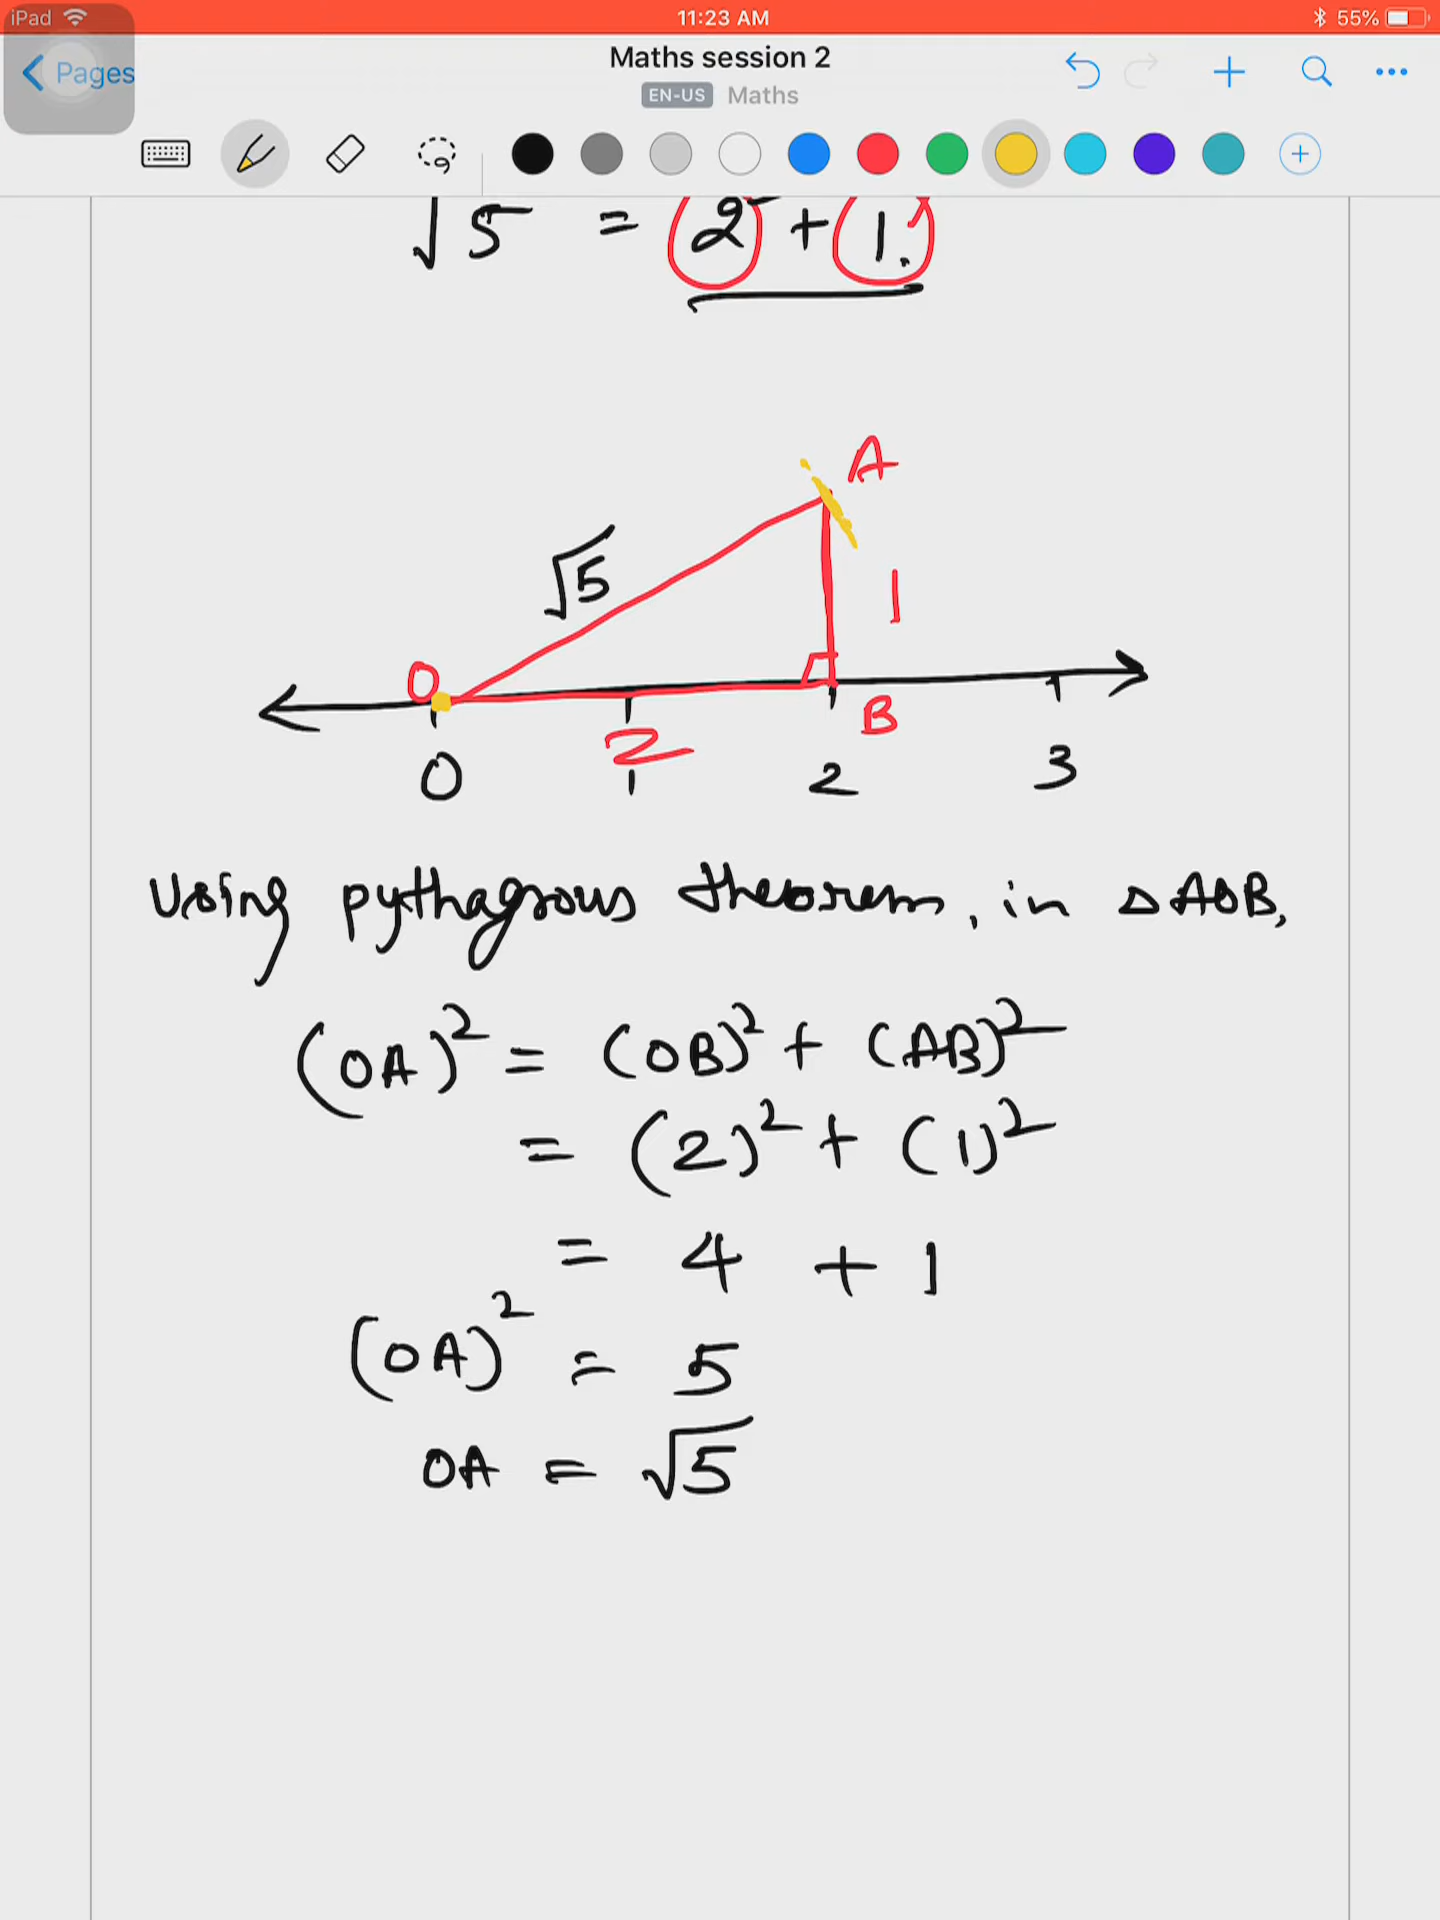 iPad 11:23 AM 55%
Pages Maths session 2
EN-US Maths
√5 = 2 + 1.
A
√5
1
O
B
2
0 1 2 3
Using pythagrous theorem, in △AOB,
(OA)² = (OB)² + (AB)²
= (2)² + (1)²
= 4 + 1
(OA)² = 5
OA = √5